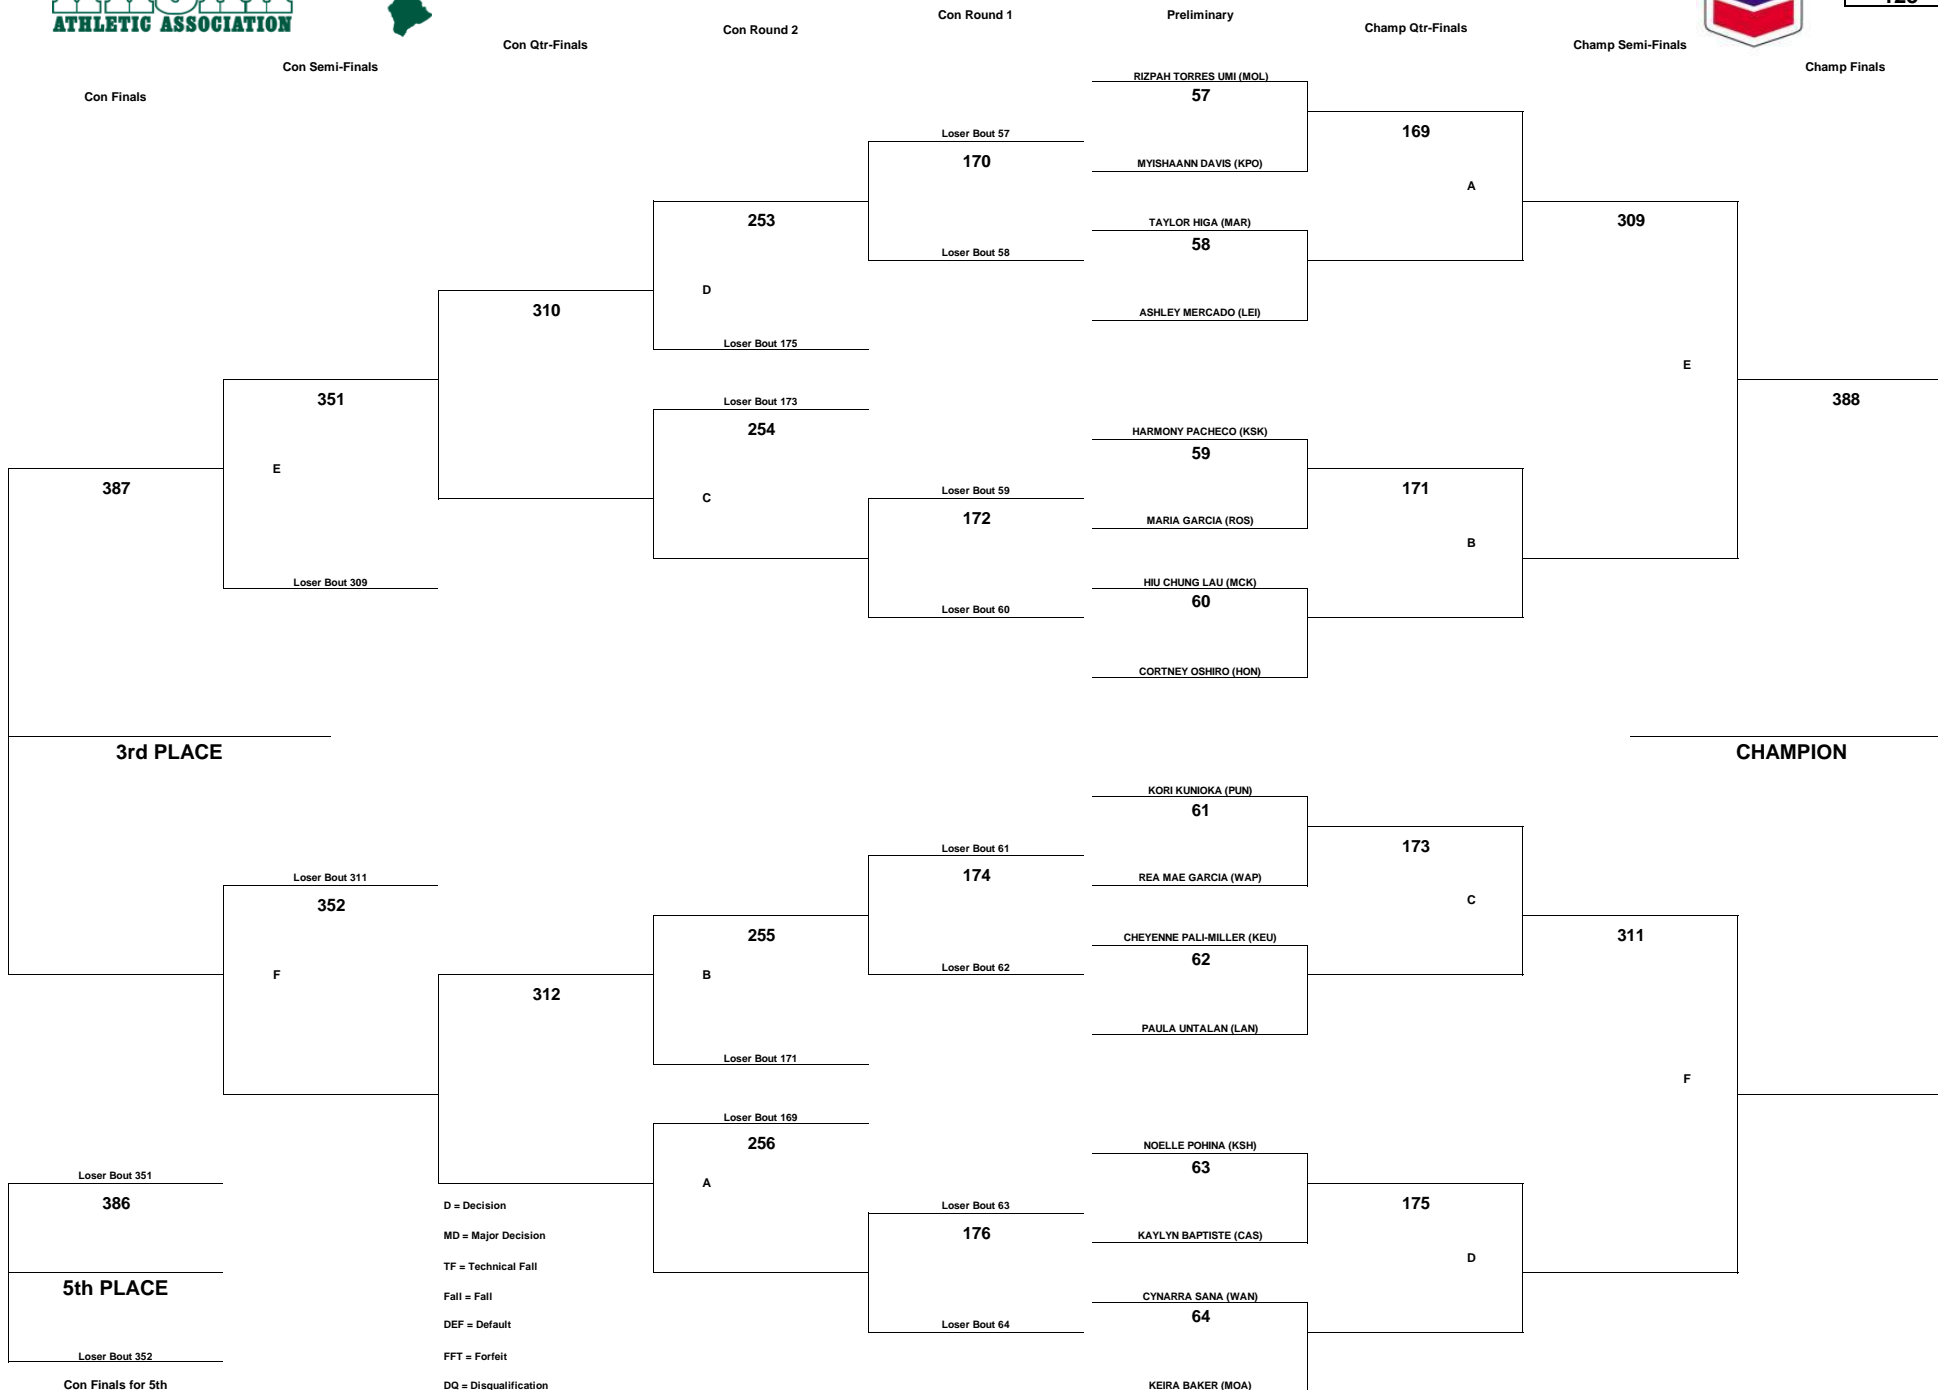 ATHLETIC ASSOCIATION
Con Finals
Con Semi-Finals
Con Qtr-Finals
Con Round 2
Con Round 1
Preliminary
Champ Qtr-Finals
Champ Semi-Finals
Champ Finals
RIZPAH TORRES UMI (MOL)
57
Loser Bout 57
169
170
MYISHAANN DAVIS (KPO)
A
253
TAYLOR HIGA (MAR)
309
58
Loser Bout 58
D
310
ASHLEY MERCADO (LEI)
Loser Bout 175
E
351
Loser Bout 173
388
254
HARMONY PACHECO (KSK)
59
E
387
C
Loser Bout 59
171
172
MARIA GARCIA (ROS)
B
Loser Bout 309
HIU CHUNG LAU (MCK)
60
Loser Bout 60
CORTNEY OSHIRO (HON)
3rd PLACE
CHAMPION
KORI KUNIOKA (PUN)
61
Loser Bout 61
173
Loser Bout 311
174
REA MAE GARCIA (WAP)
352
C
255
CHEYENNE PALI-MILLER (KEU)
311
62
Loser Bout 62
F
B
312
PAULA UNTALAN (LAN)
Loser Bout 171
F
Loser Bout 169
256
NOELLE POHINA (KSH)
63
Loser Bout 351
A
386
D = Decision
Loser Bout 63
175
MD = Major Decision
176
KAYLYN BAPTISTE (CAS)
D
TF = Technical Fall
5th PLACE
Fall = Fall
CYNARRA SANA (WAN)
64
DEF = Default
Loser Bout 64
Loser Bout 352
FFT = Forfeit
Con Finals for 5th
DQ = Disqualification
KEIRA BAKER (MOA)